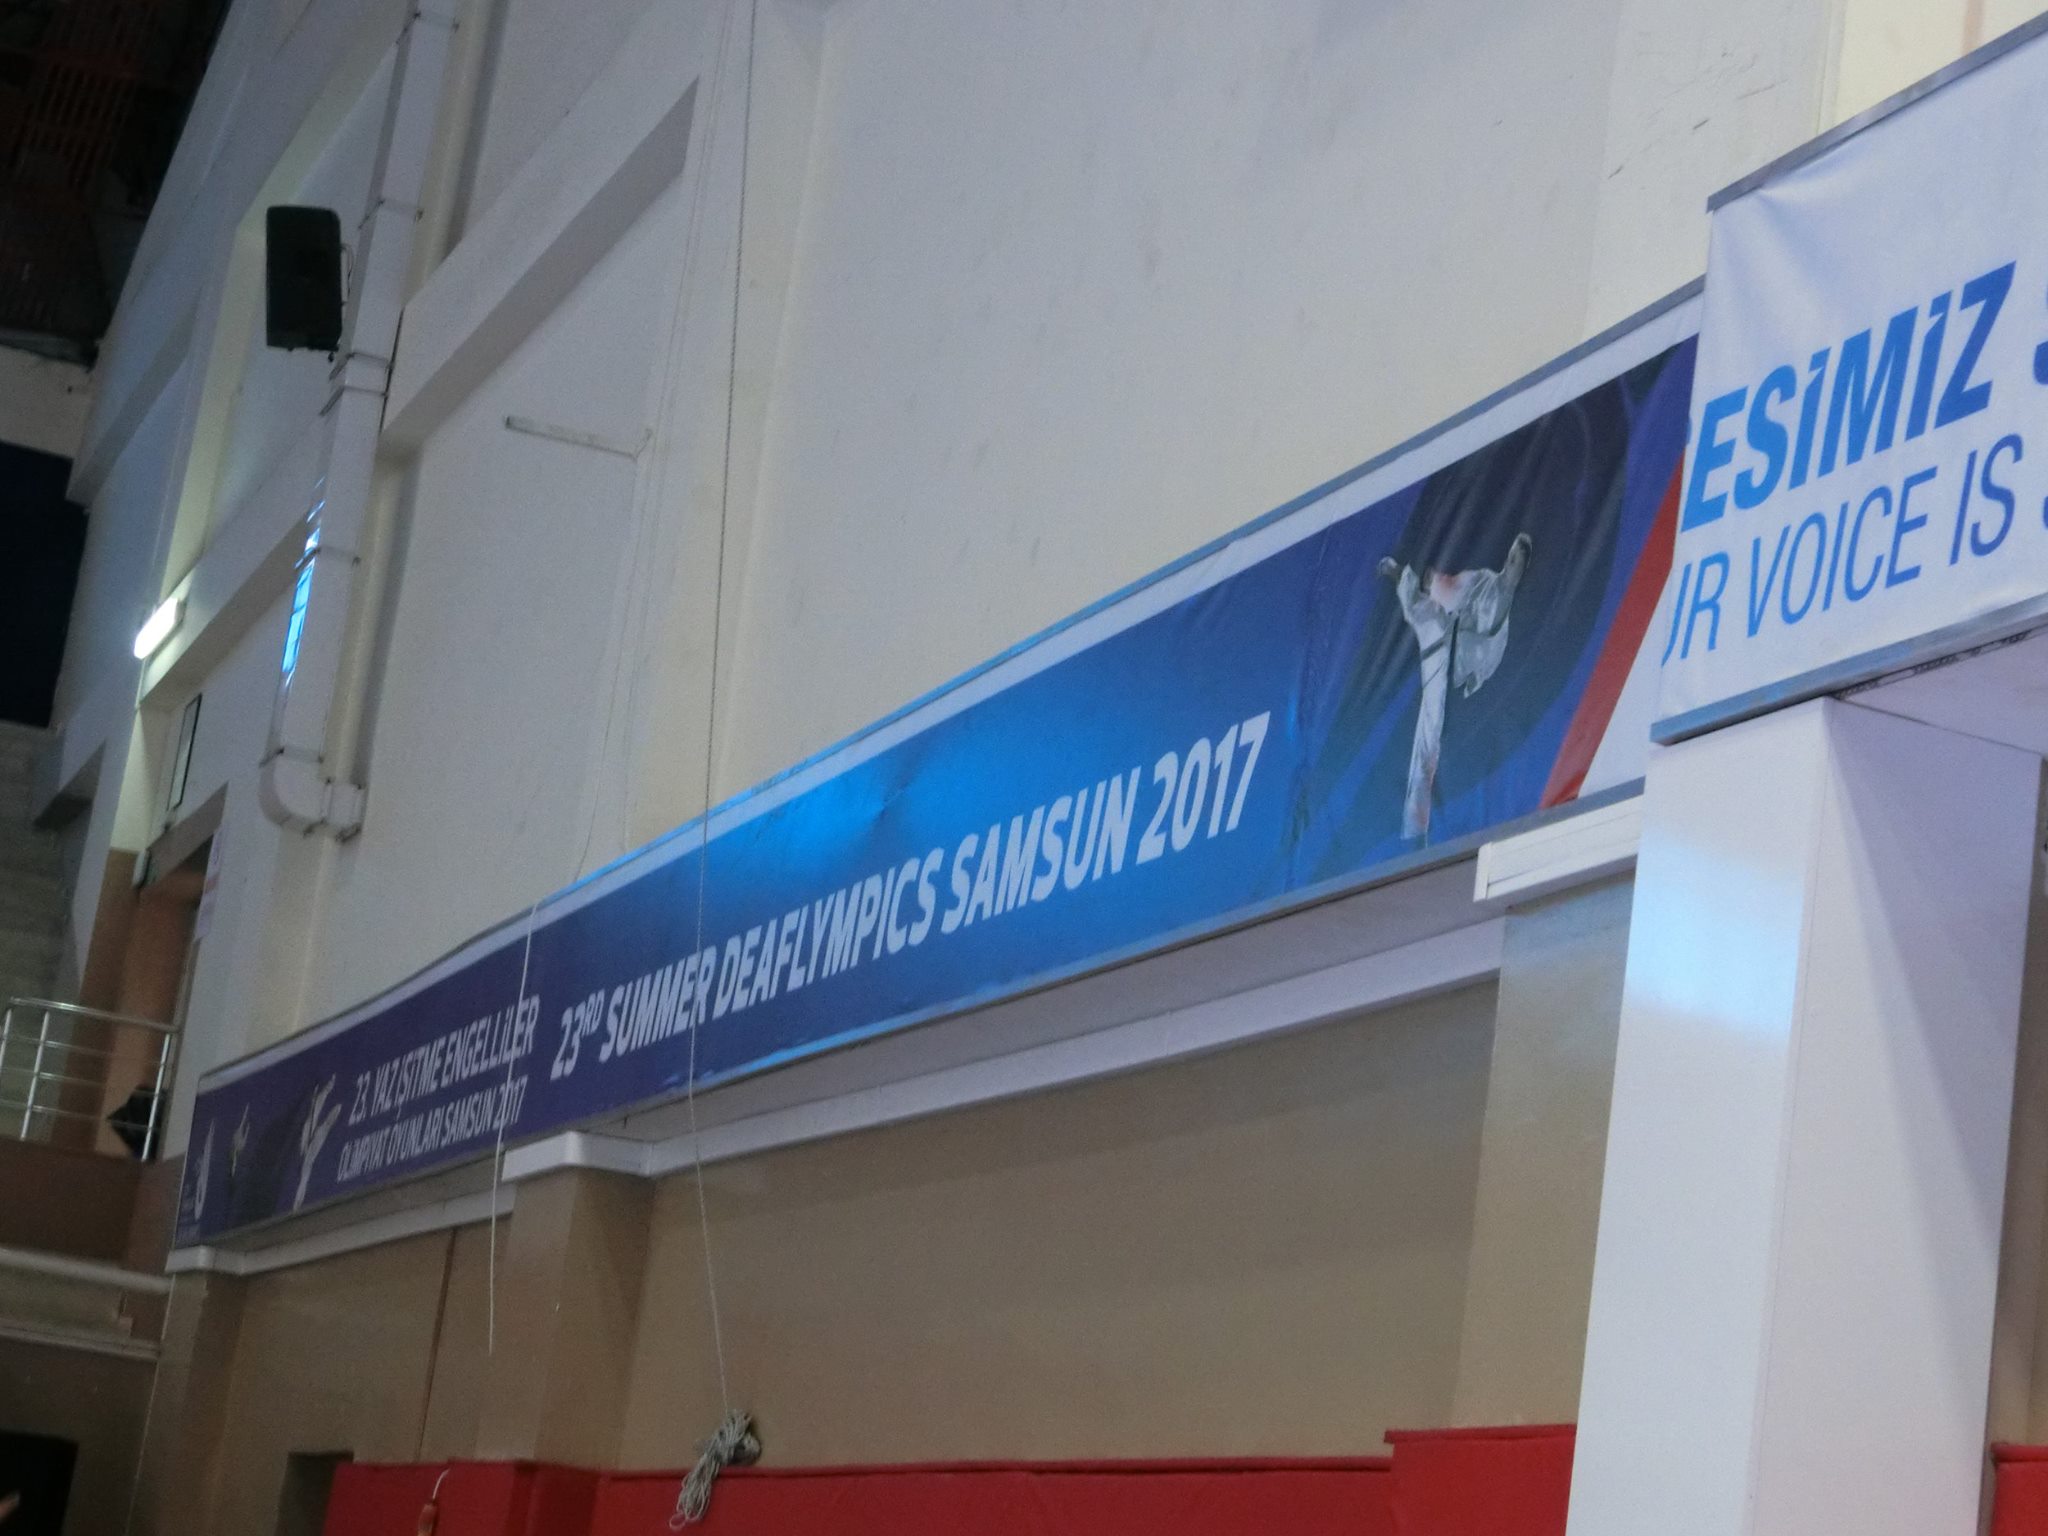 23. YAZ İŞİTME ENGELLİLER
OLİMPİYAT OYUNLARI SAMSUN 2017
23RD SUMMER DEAFLYMPICS SAMSUN 2017
ESİMİZ
UR VOICE IS